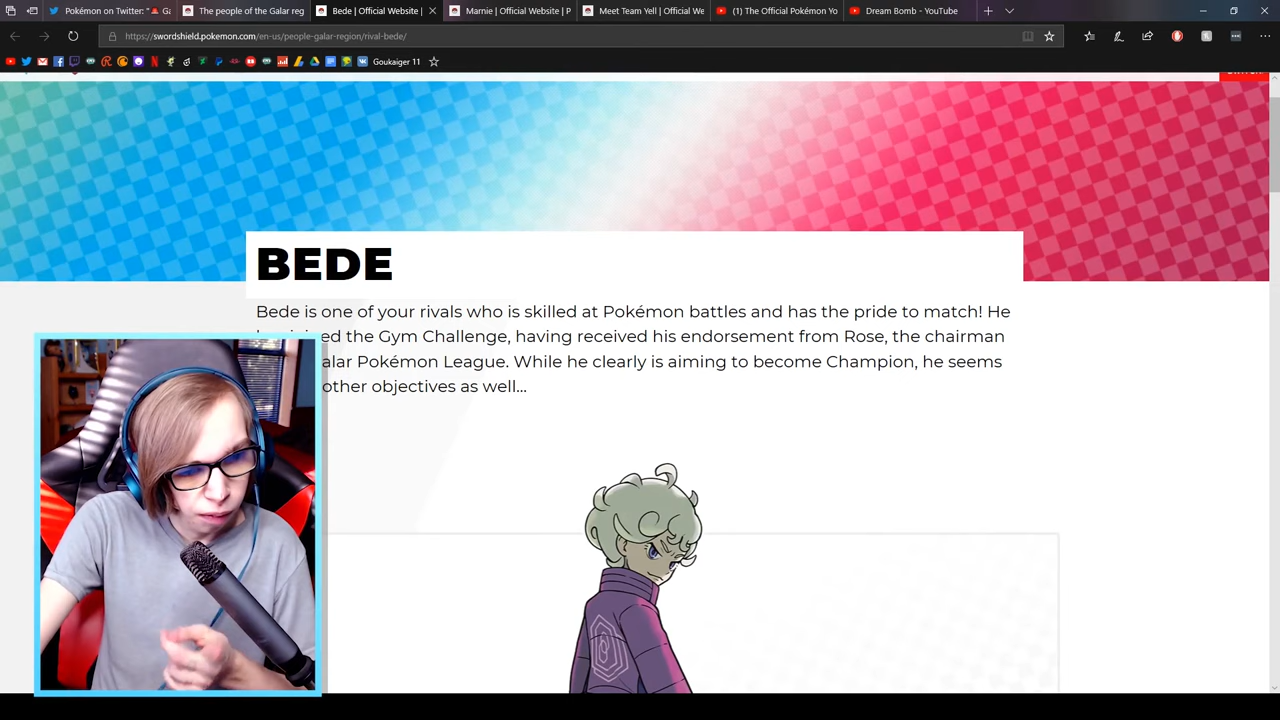 Pokémon on Twitter: "🚨 Ga
The people of the Galar reg
Bede | Official Website |
Marnie | Official Website | P
Meet Team Yell | Official We
(1) The Official Pokémon Yo
Dream Bomb - YouTube
https://swordshield.pokemon.com/en-us/people-galar-region/rival-bede/
Goukaiger 11
BEDE
Bede is one of your rivals who is skilled at Pokémon battles and has the pride to match! He
ed the Gym Challenge, having received his endorsement from Rose, the chairman
alar Pokémon League. While he clearly is aiming to become Champion, he seems
other objectives as well...